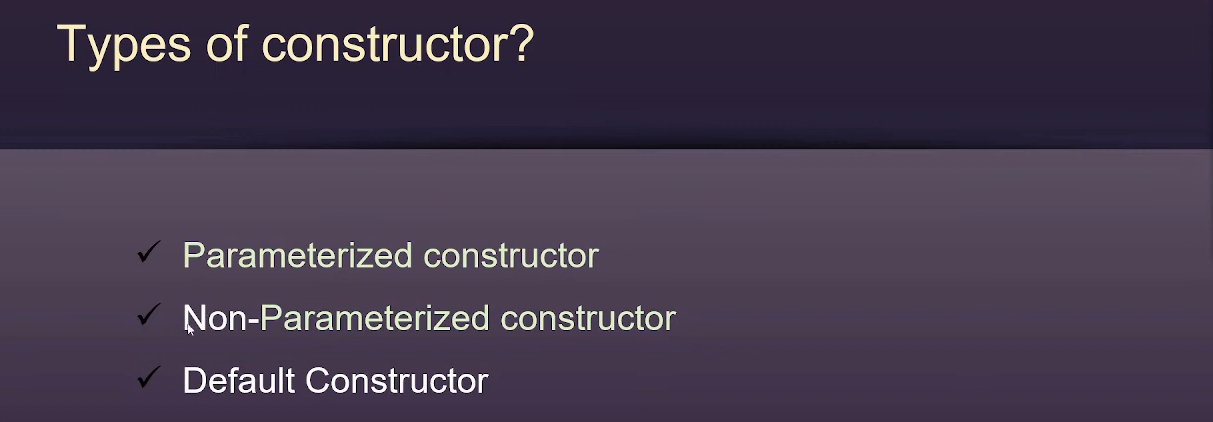 Types of constructor?
Parameterized constructor
Non-Parameterized constructor
Default Constructor